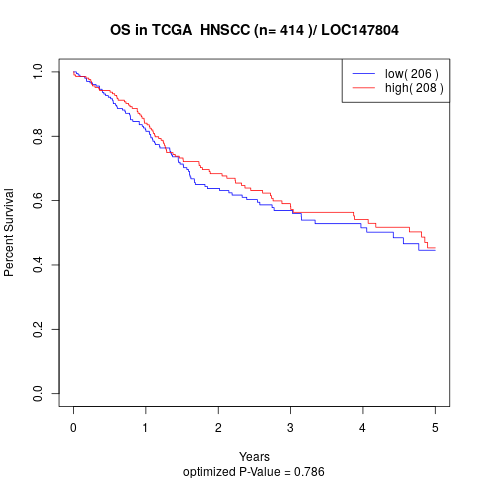 OS in TCGA HNSCC (n= 414 )/ LOC147804
low( 206 )
high( 208 )
Percent Survival
1.0
0.8
0.6
0.4
0.2
0.0
0 1 2 3 4 5
Years
optimized P-Value = 0.786